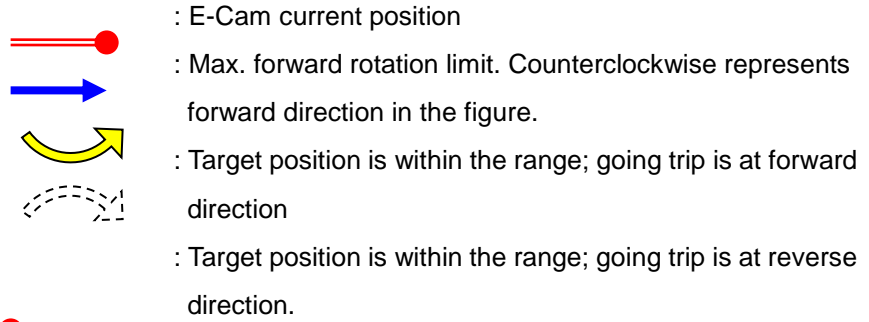 : E-Cam current position
: Max. forward rotation limit. Counterclockwise represents
forward direction in the figure.
: Target position is within the range; going trip is at forward
direction
: Target position is within the range; going trip is at reverse
direction.